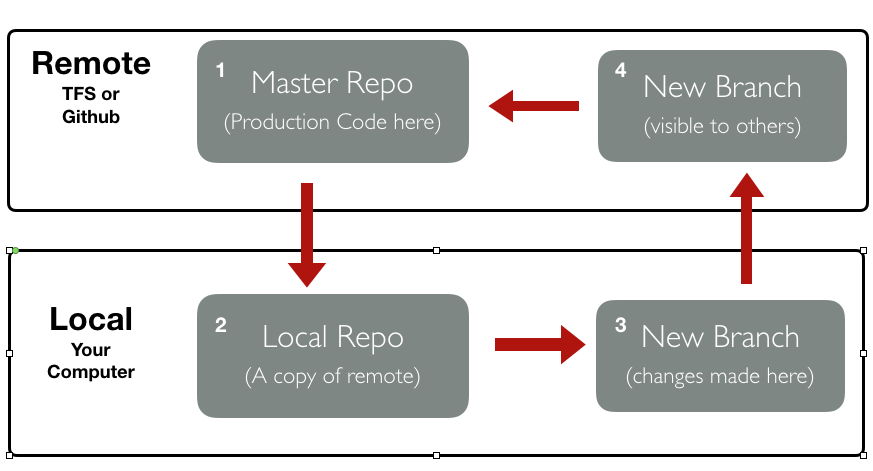 Remote
TFS or
Github
1
Master Repo
(Production Code here)
4
New Branch
(visible to others)
Local
Your
Computer
2
Local Repo
(A copy of remote)
3
New Branch
(changes made here)